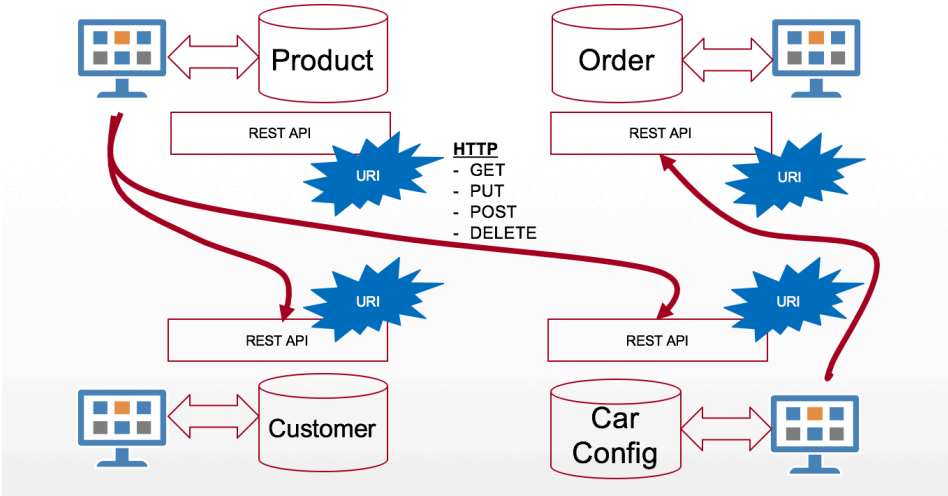 Product
Order
REST API
REST API
URI
HTTP
- GET
- PUT
- POST
- DELETE
URI
URI
URI
REST API
REST API
Customer
Car
Config